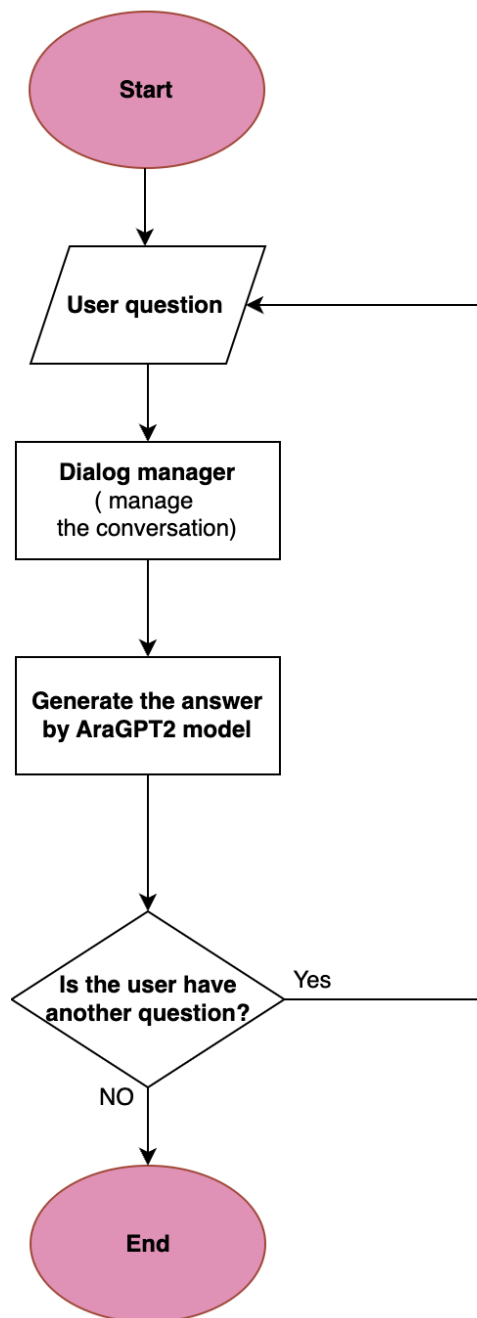 Start
User question
Dialog manager
( manage
the conversation)
Generate the answer
by AraGPT2 model
Is the user have
another question?
Yes
NO
End